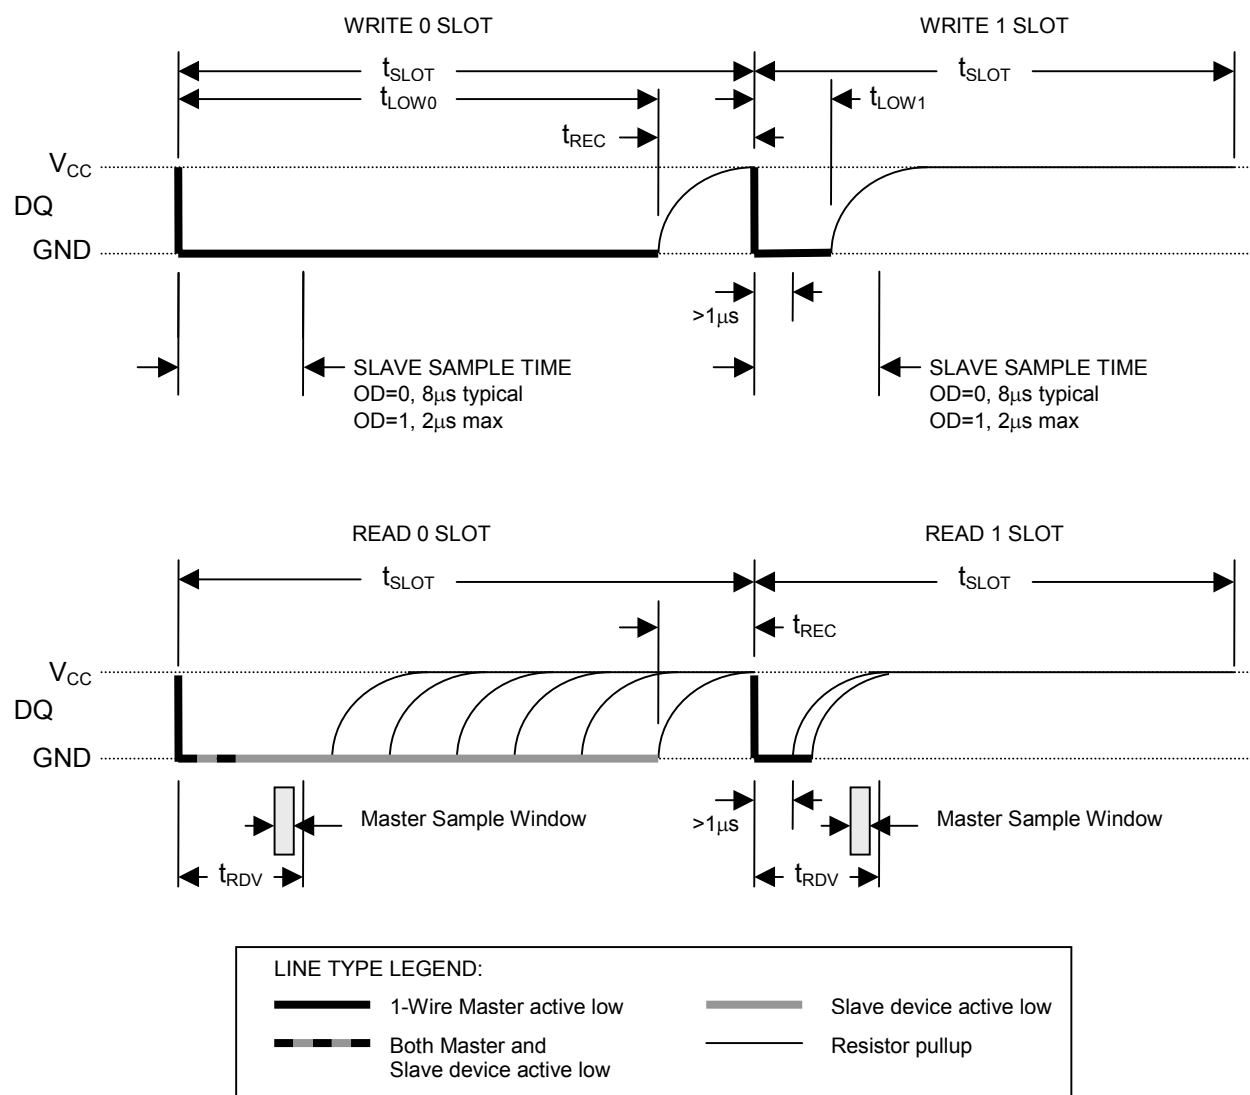 WRITE 0 SLOT WRITE 1 SLOT
tSLOT tSLOT
tLOW0 tLOW1
tREC
VCC
DQ
GND
>1μs
SLAVE SAMPLE TIME SLAVE SAMPLE TIME
OD=0, 8μs typical OD=0, 8μs typical
OD=1, 2μs max OD=1, 2μs max
READ 0 SLOT READ 1 SLOT
tSLOT tSLOT
tREC
VCC
DQ
GND
Master Sample Window >1μs Master Sample Window
tRDV tRDV
LINE TYPE LEGEND:
1-Wire Master active low Slave device active low
Both Master and Resistor pullup
Slave device active low